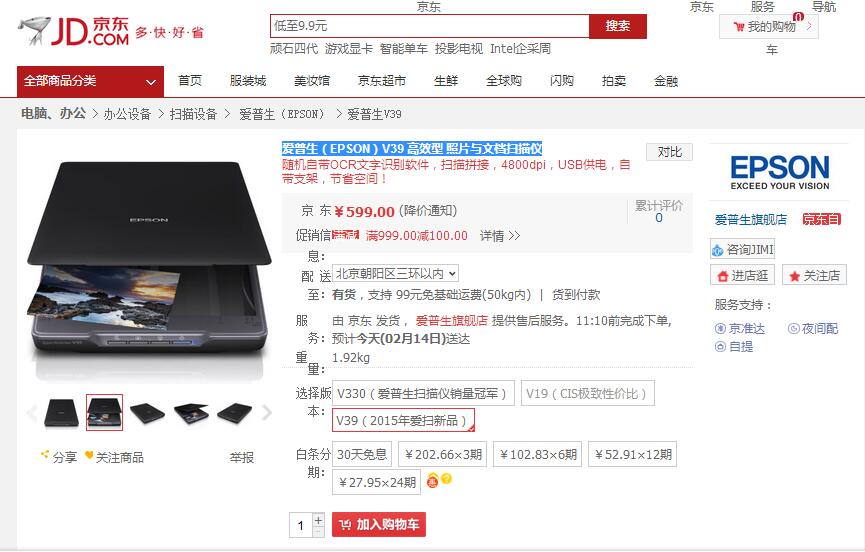 京东
京东
服务
导航
JD.COM 京东
多·快·好·省
低至9.9元
搜索
0
我的购物车
顽石四代 游戏显卡 智能单车 投影电视 Intel企采周
全部商品分类
首页 服装城 美妆馆 京东超市 生鲜 全球购 闪购 拍卖 金融
电脑、办公 > 办公设备 > 扫描设备 > 爱普生(EPSON) > 爱普生V39
爱普生(EPSON)V39 高效型 照片与文档扫描仪
对比
随机自带OCR文字识别软件,扫描拼接,4800dpi,USB供电,自
带支架,节省空间!
京 东 ¥599.00 (降价通知)
累计评价
0
促销信息: 满减 满999.00减100.00 详情 >>
配 送至: 北京朝阳区三环以内
有货,支持 99元免基础运费(50kg内) | 货到付款
服 务: 由 京东 发货, 爱普生旗舰店 提供售后服务。11:10前完成下单,
预计今天(02月14日)送达
重 量: 1.92kg
选择版本: V330(爱普生扫描仪销量冠军) V19(CIS极致性价比)
V39(2015年爱扫新品)
白条分期: 30天免息 ¥202.66×3期 ¥102.83×6期 ¥52.91×12期
¥27.95×24期 惠 ?
1 + - 加入购物车
EPSON
分享 关注商品 举报
EPSON
EXCEED YOUR VISION
爱普生旗舰店 京东自
咨询JIMI
进店逛 关注店
服务支持:
京准达 夜间配
自提